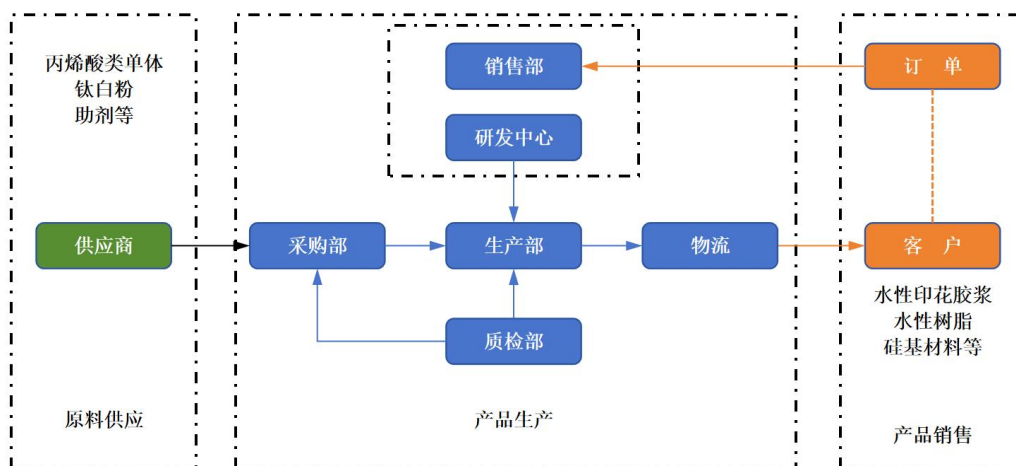 丙烯酸类单体
钛白粉
助剂等
供应商
原料供应
销售部
研发中心
采购部
生产部
物流
质检部
产品生产
订 单
客 户
水性印花胶浆
水性树脂
硅基材料等
产品销售